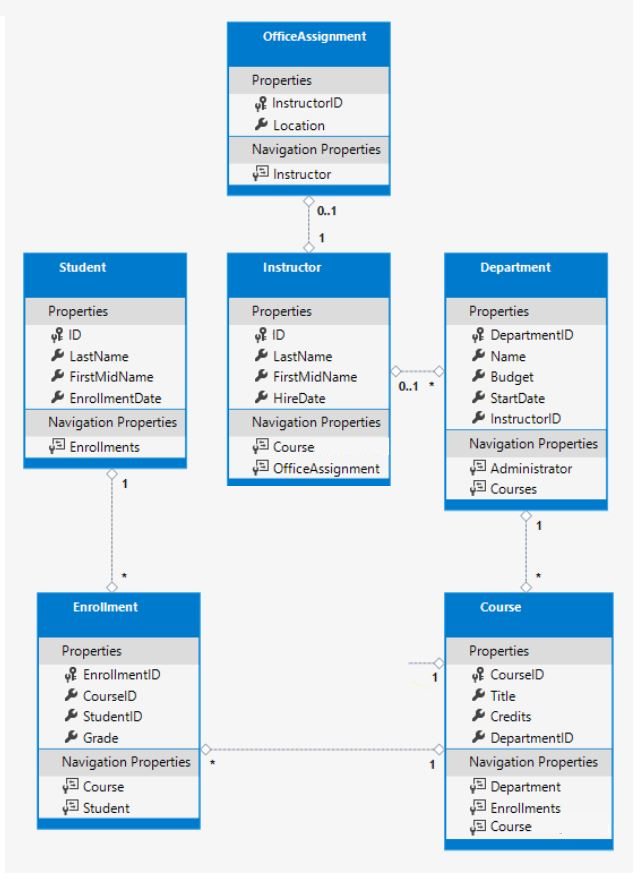 OfficeAssignment
Properties
InstructorID
Location
Navigation Properties
Instructor
0..1
1
Student
Properties
ID
LastName
FirstMidName
EnrollmentDate
Navigation Properties
Enrollments
Instructor
Properties
ID
LastName
FirstMidName
HireDate
Navigation Properties
Course
OfficeAssignment
0..1 *
Department
Properties
DepartmentID
Name
Budget
StartDate
InstructorID
Navigation Properties
Administrator
Courses
1
*
1
*
Enrollment
Properties
EnrollmentID
CourseID
StudentID
Grade
Navigation Properties
Course
Student
* 1
1
Course
Properties
CourseID
Title
Credits
DepartmentID
Navigation Properties
Department
Enrollments
Course